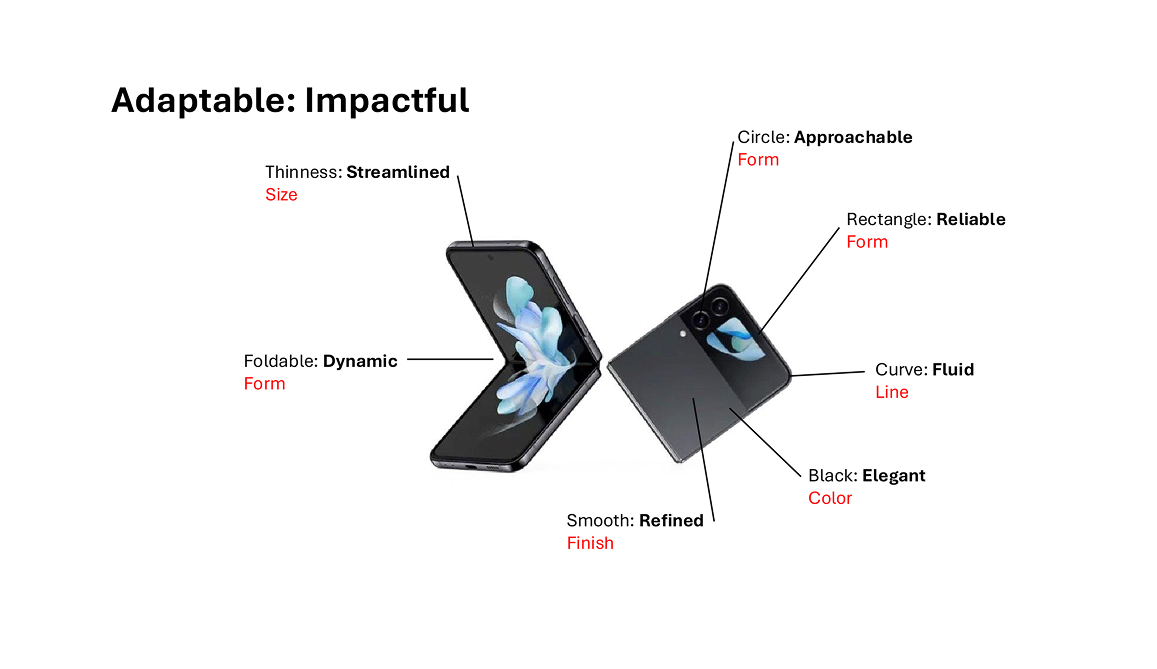 Adaptable: Impactful
Circle: Approachable
Form
Thinness: Streamlined
Size
Rectangle: Reliable
Form
Foldable: Dynamic
Form
Curve: Fluid
Line
Black: Elegant
Color
Smooth: Refined
Finish